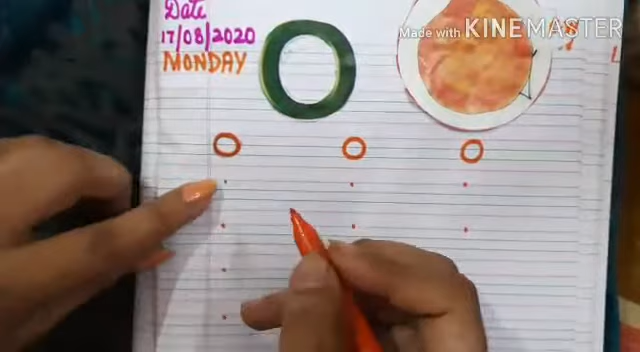 Made with KINEMASTER
Date
17/08/2020
MONDAY
O
O O O